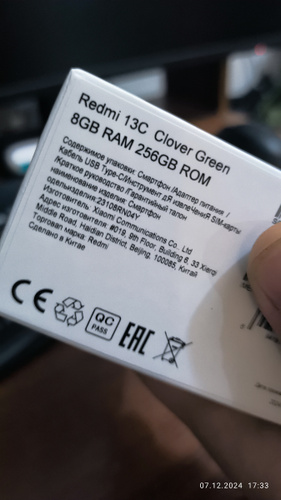 Redmi 13C Clover Green
8GB RAM 256GB ROM
Содержимое упаковки: Смартфон /Адаптер питания /
Кабель USB Type-C/Инструмент для извлечения SIM-карты
/Краткое руководство/Гарантийный талон
наименование изделия: Смартфон
Модель изделия: 23108RN04Y
Изготовитель: Xiaomi Communications Co., Ltd
Адрес изготовителя: #019, 9th Floor, Building 6, 33 Xierqi
Middle Road, Haidian District, Beijing, 100085, Китай
Торговая марка: Redmi
Сделано в Китае
CE
QC
PASS
EAC
07.12.2024 17:33